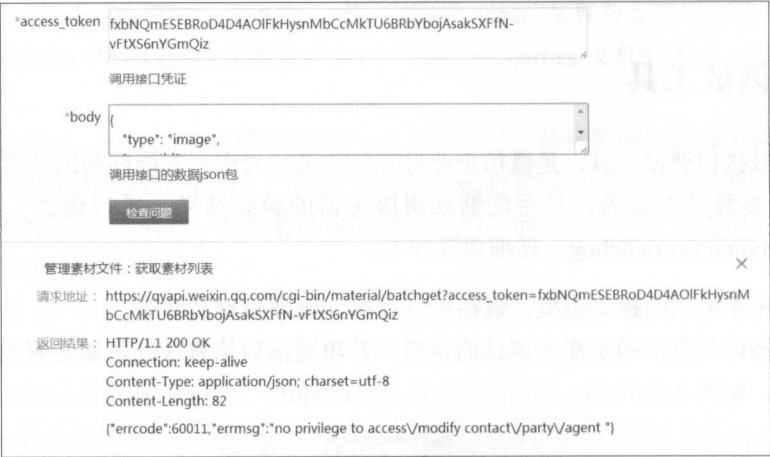 *access_token fxbNQmESEBRoD4D4AOlFkHysnMbCcMkTU6BRbYbojAsakSXFfN-
vFtXS6nYGmQiz
调用接口凭证
*body {
"type": "image",
调用接口的数据json包
检查问题
管理素材文件：获取素材列表
请求地址： https://qyapi.weixin.qq.com/cgi-bin/material/batchget?access_token=fxbNQmESEBRoD4D4AOlFkHysnM
bCcMkTU6BRbYbojAsakSXFfN-vFtXS6nYGmQiz
返回结果： HTTP/1.1 200 OK
Connection: keep-alive
Content-Type: application/json; charset=utf-8
Content-Length: 82
{"errcode":60011,"errmsg":"no privilege to access\/modify contact\/party\/agent "}